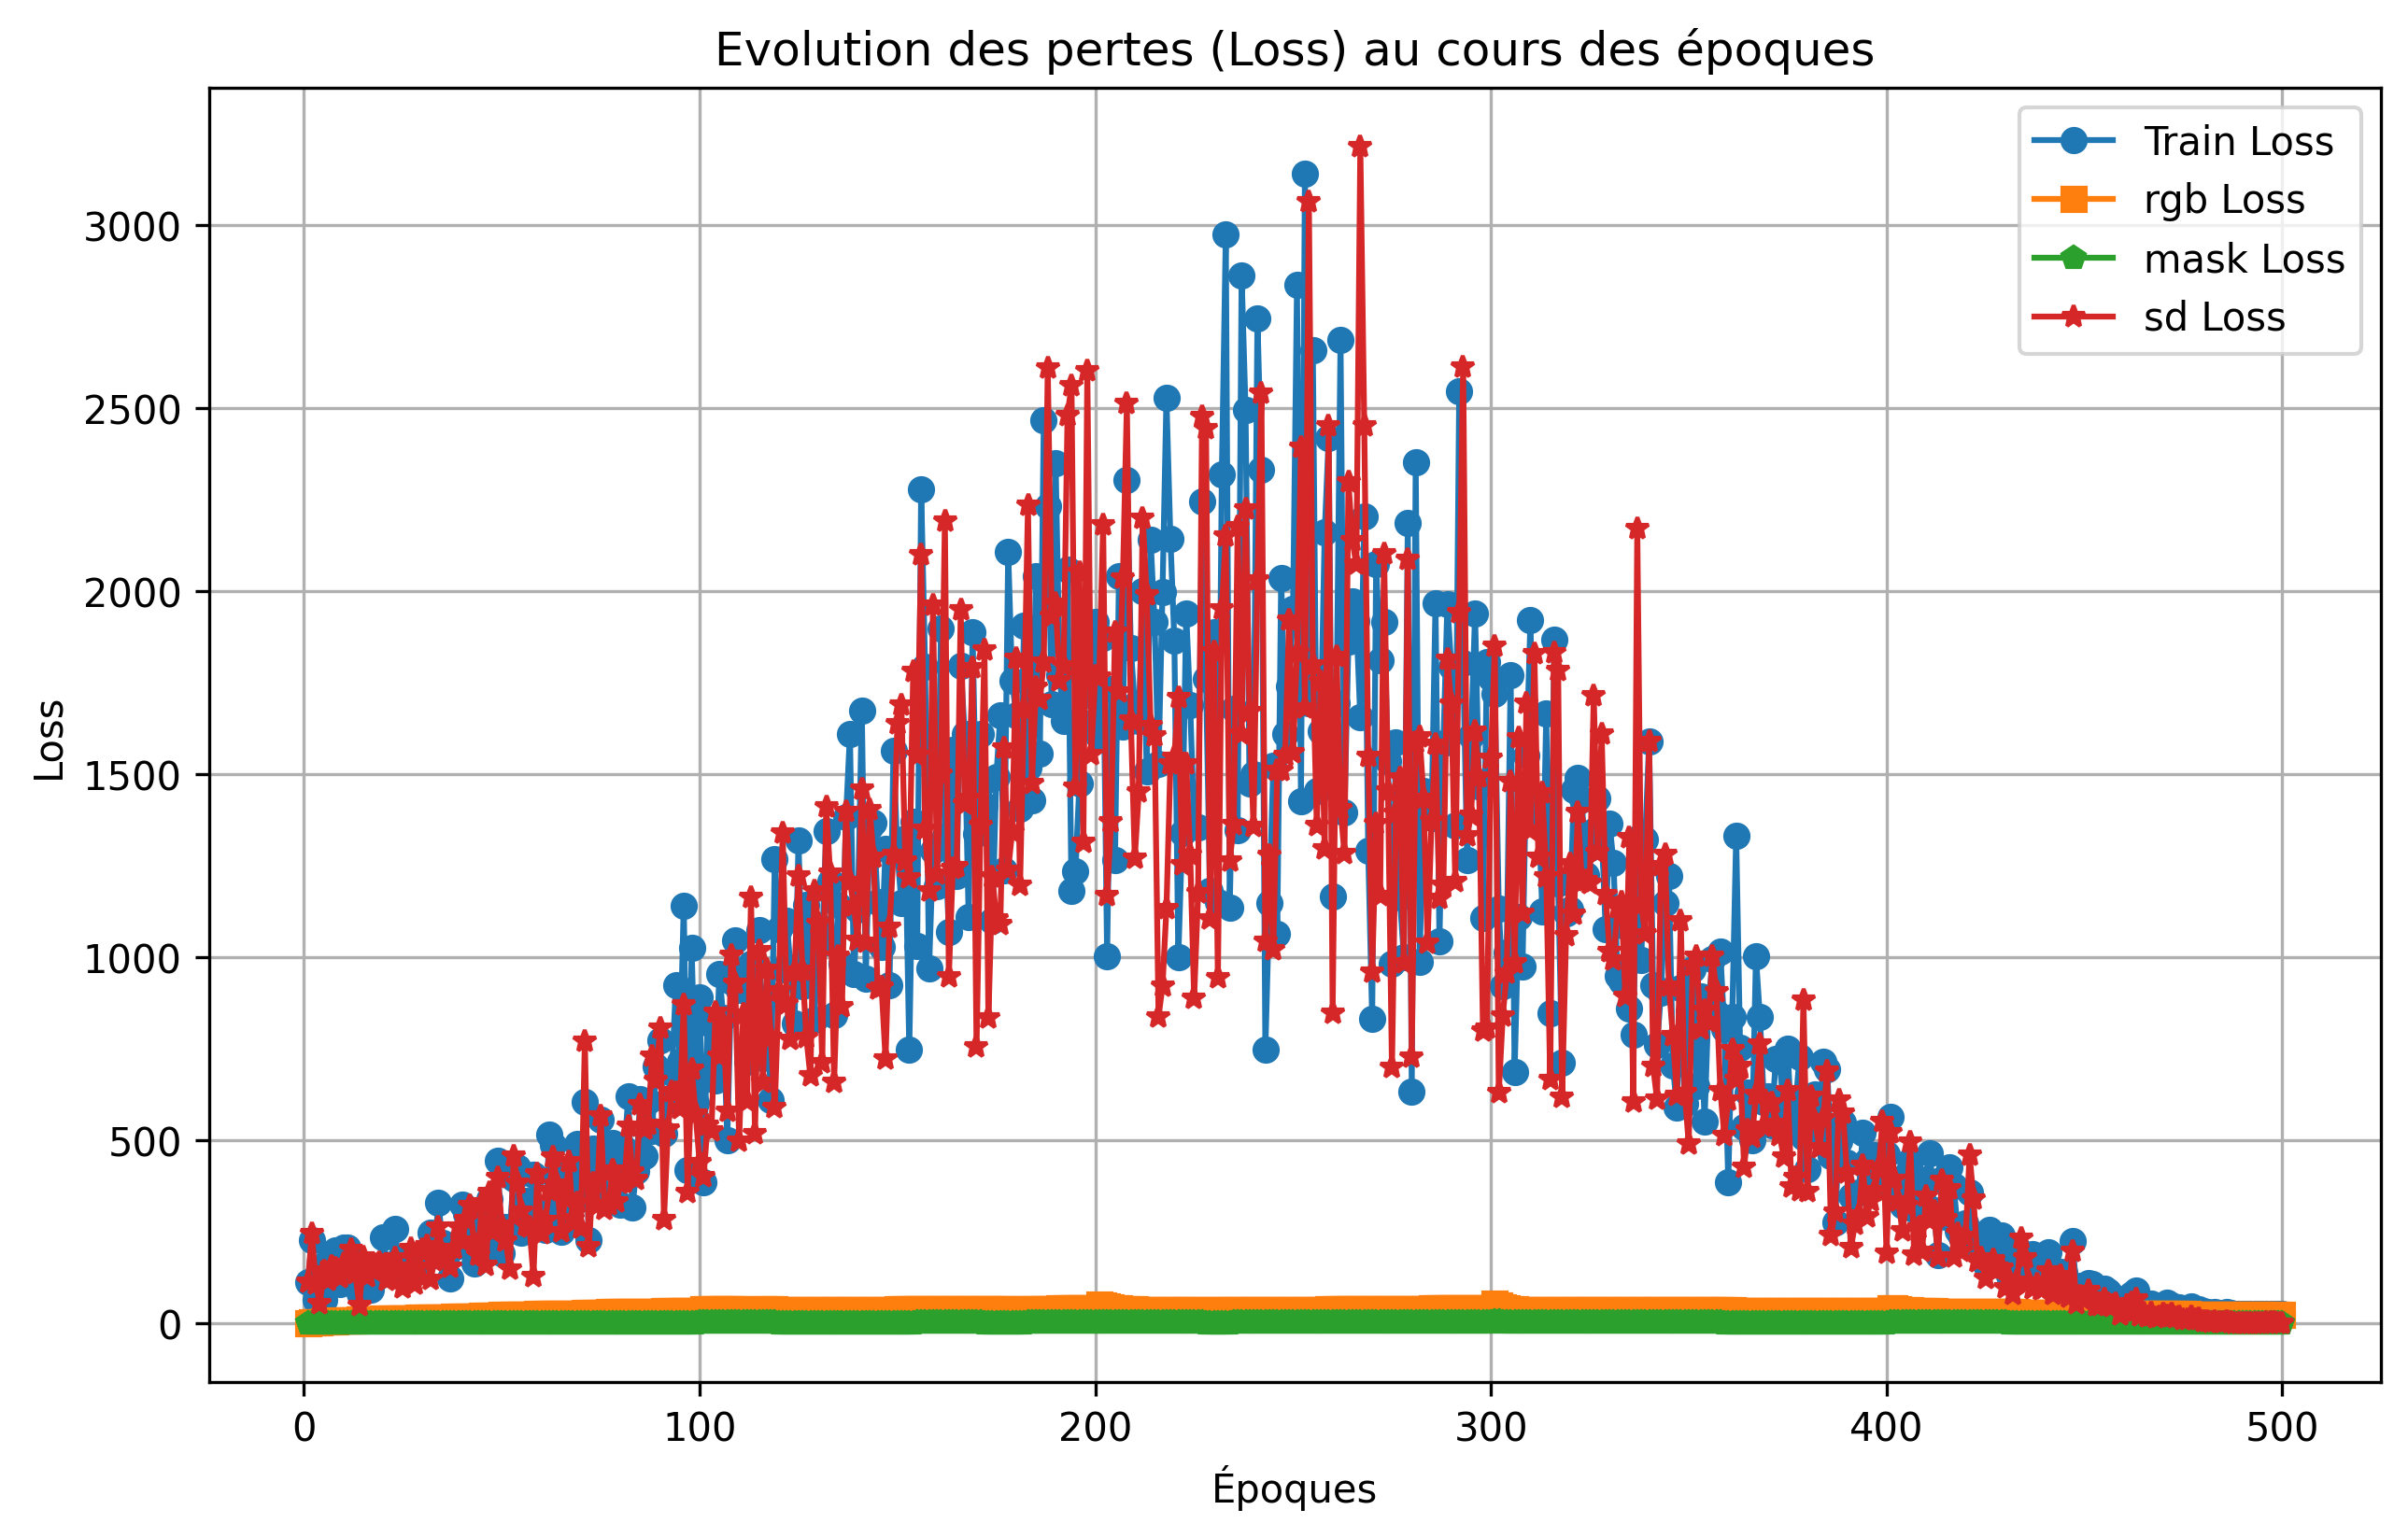 Evolution des pertes (Loss) au cours des époques
Train Loss
rgb Loss
mask Loss
sd Loss
3000
2500
2000
1500
1000
500
0
Loss
0 100 200 300 400 500
Époques